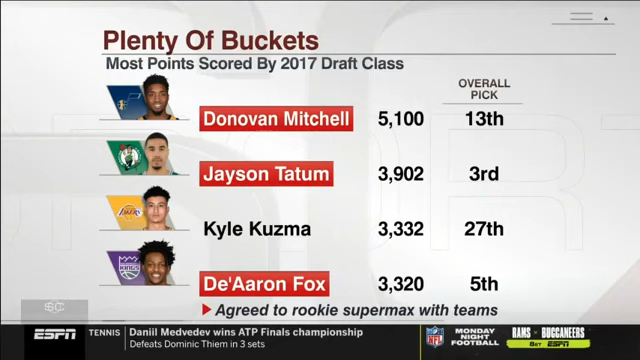 Plenty Of Buckets
Most Points Scored By 2017 Draft Class
OVERALL
PICK
Donovan Mitchell 5,100 13th
Jayson Tatum 3,902 3rd
Kyle Kuzma 3,332 27th
De'Aaron Fox 3,320 5th
Agreed to rookie supermax with teams
SC
ESPN TENNIS Daniil Medvedev wins ATP Finals championship
Defeats Dominic Thiem in 3 sets
NFL MONDAY NIGHT FOOTBALL RAMS BUCCANEERS
ESPN